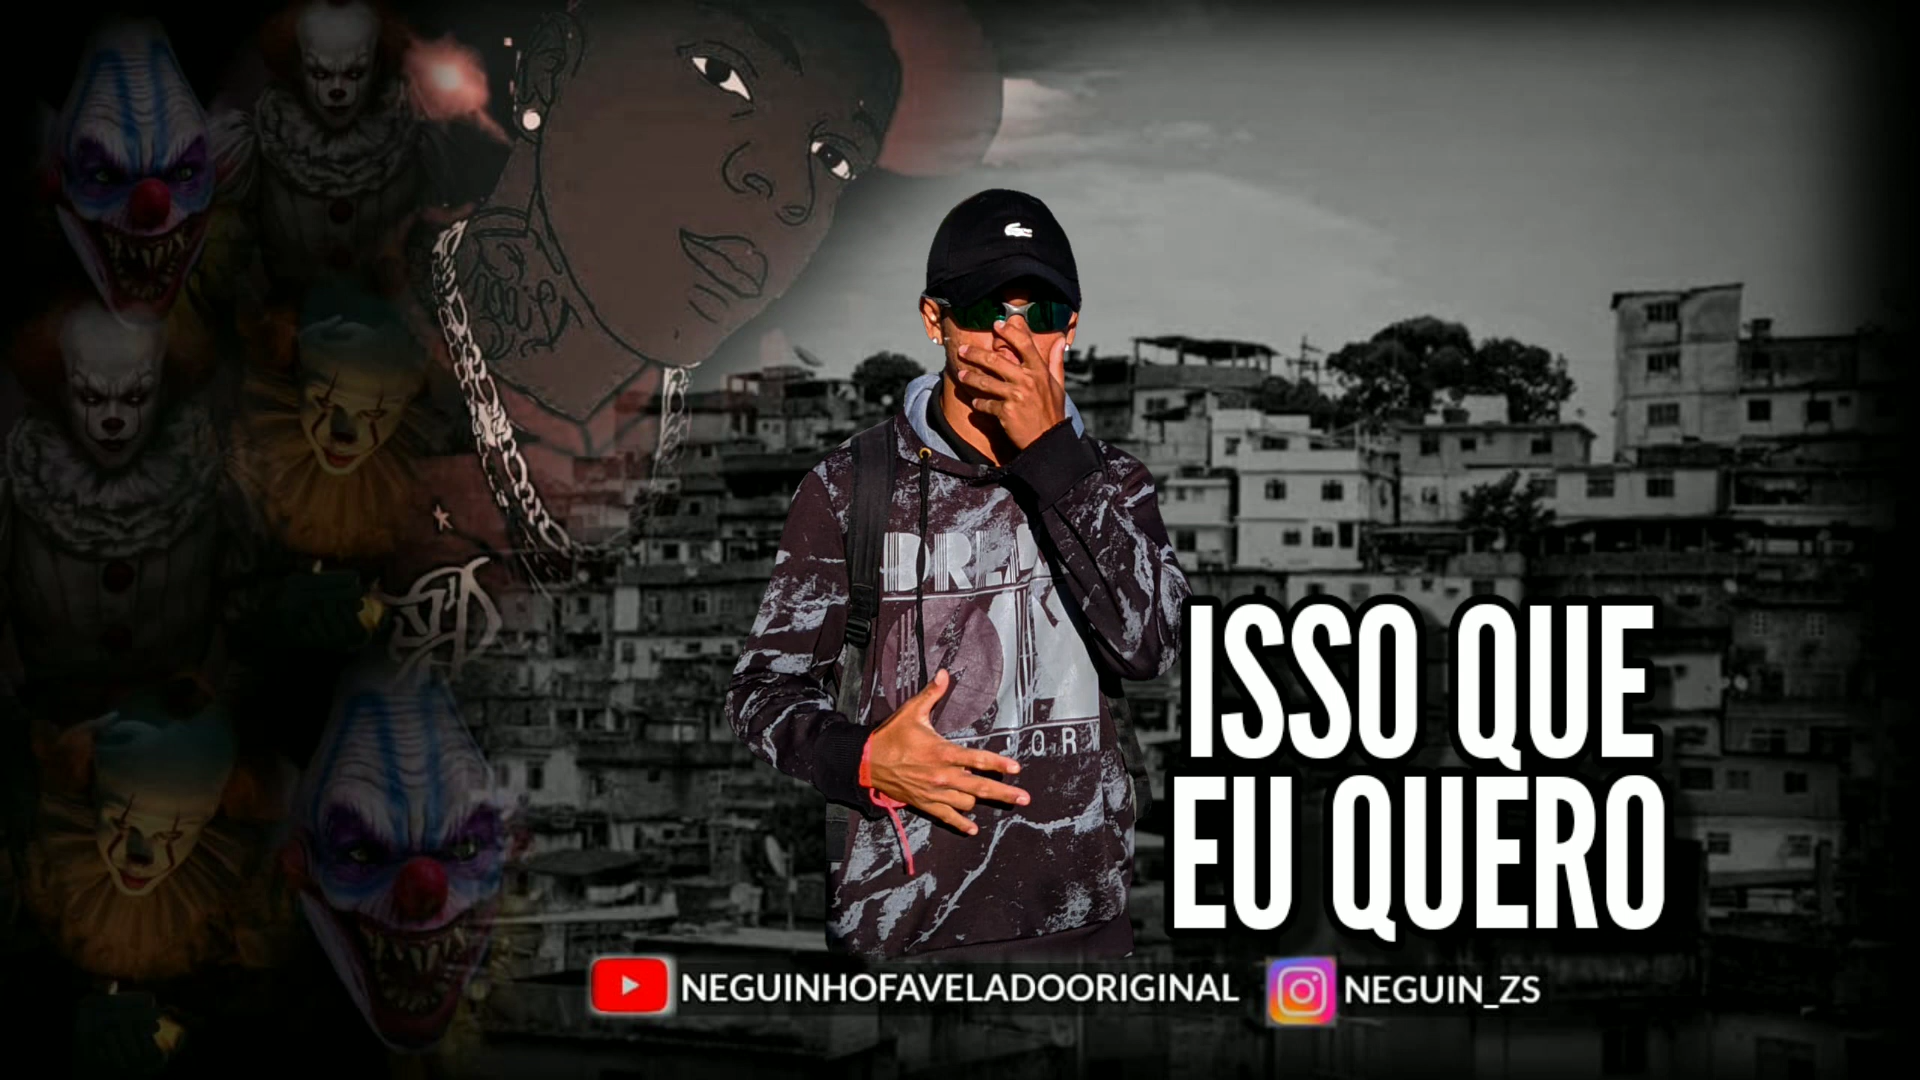 ISSO QUE
EU QUERO
NEGUINHOFAVELADOORIGINAL
NEGUIN_ZS